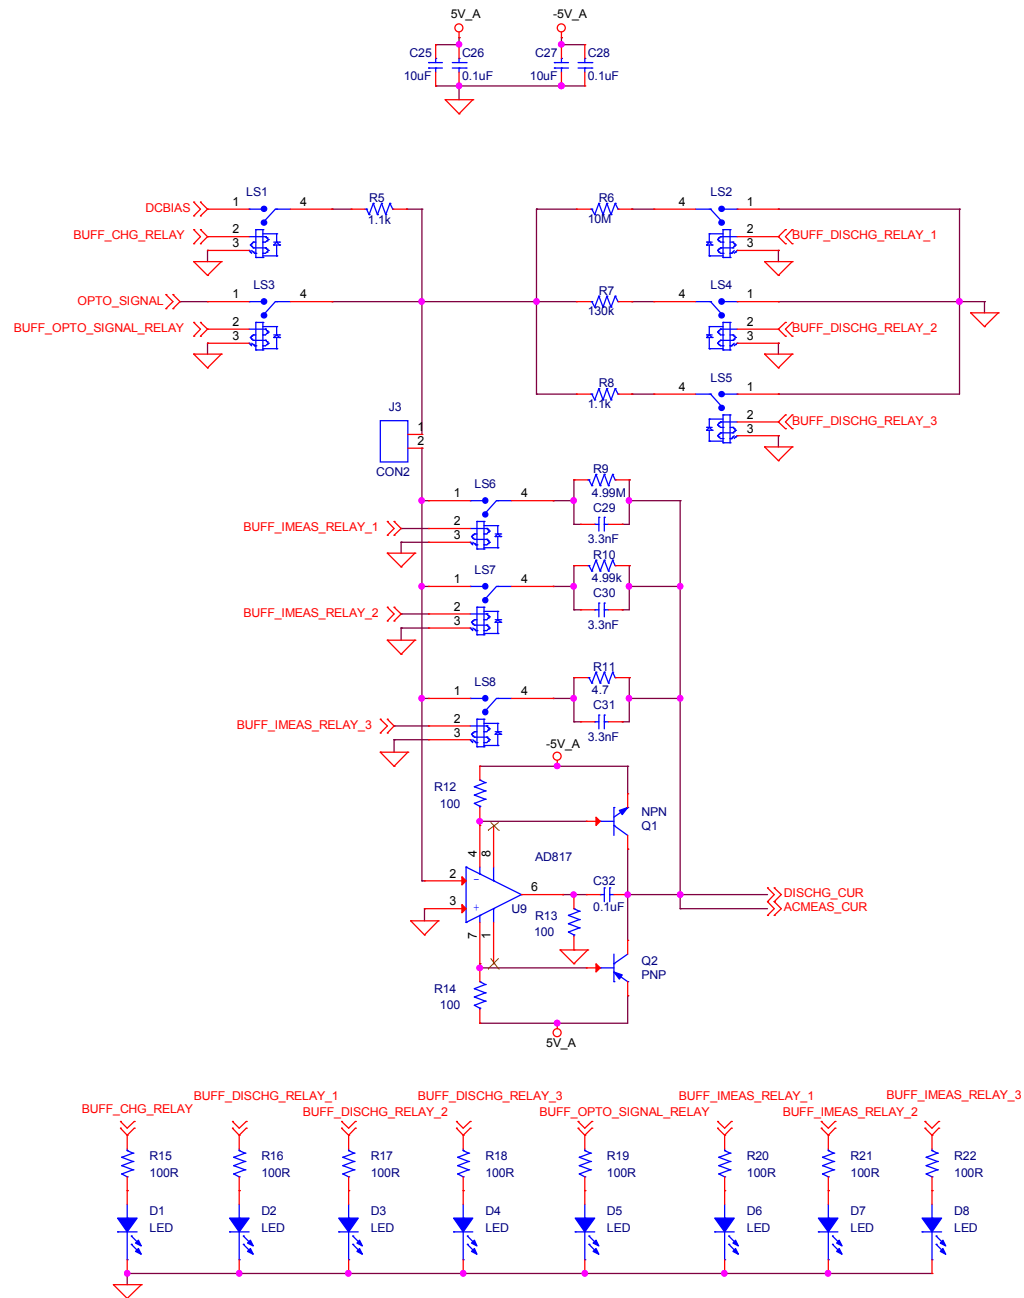 5V_A -5V_A
C25 C26 C27 C28
10uF 0.1uF 10uF 0.1uF
LS1 R5 R6 LS2
DCBIAS 1 4 1.1k 10M 4 1
BUFF_CHG_RELAY 2 2 BUFF_DISCHG_RELAY_1
3 3
LS3 R7 LS4
OPTO_SIGNAL 1 4 130k 4 1
BUFF_OPTO_SIGNAL_RELAY 2 2 BUFF_DISCHG_RELAY_2
3 3
R8 LS5
1.1k 4 1
J3 2 BUFF_DISCHG_RELAY_3
1 3
2
CON2
LS6 R9
1 4 4.99M
BUFF_IMEAS_RELAY_1 2 C29
3 3.3nF
LS7 R10
1 4 4.99k
BUFF_IMEAS_RELAY_2 2 C30
3 3.3nF
LS8 R11
1 4 4.7
BUFF_IMEAS_RELAY_3 2 C31
3 3.3nF
-5V_A
R12
100
NPN
Q1
4 8
AD817
2 − 6 C32 DISCHG_CUR
3 + U9 0.1uF ACMEAS_CUR
R13
100
7 1
Q2
PNP
R14
100
5V_A
BUFF_CHG_RELAY BUFF_DISCHG_RELAY_1 BUFF_DISCHG_RELAY_2 BUFF_DISCHG_RELAY_3 BUFF_OPTO_SIGNAL_RELAY BUFF_IMEAS_RELAY_1 BUFF_IMEAS_RELAY_2 BUFF_IMEAS_RELAY_3
R15 R16 R17 R18 R19 R20 R21 R22
100R 100R 100R 100R 100R 100R 100R 100R
D1 D2 D3 D4 D5 D6 D7 D8
LED LED LED LED LED LED LED LED